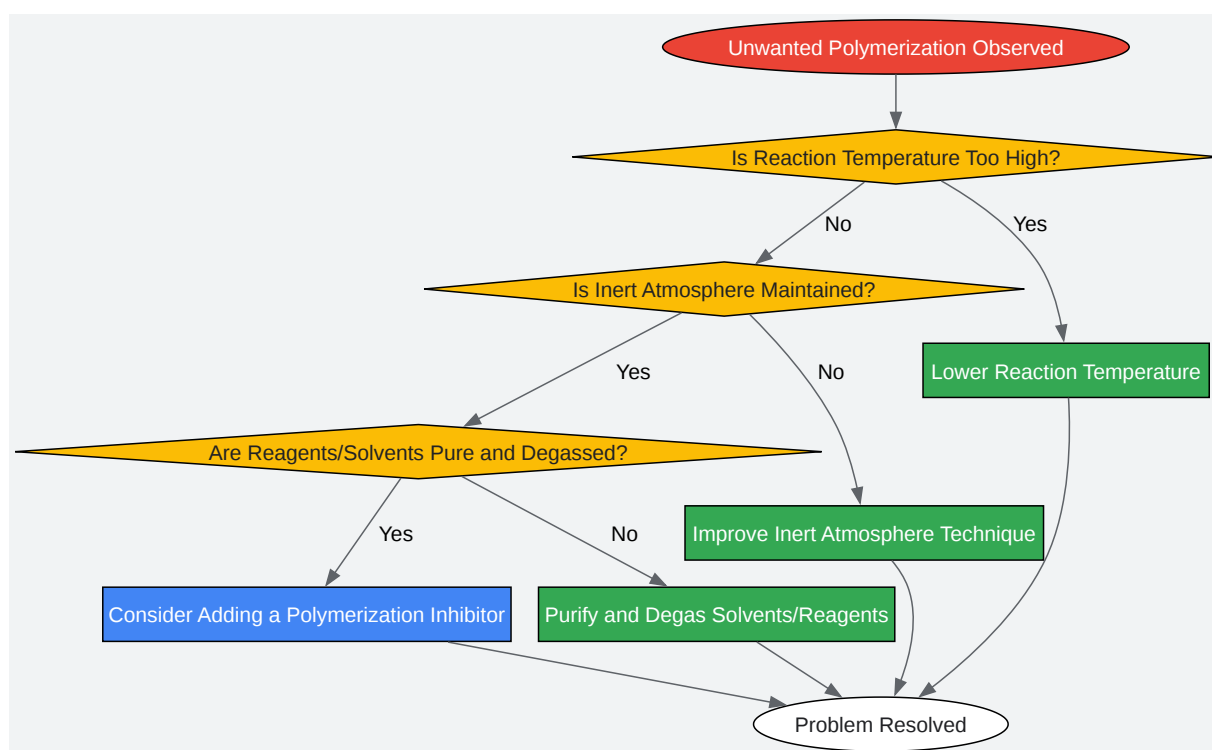 Unwanted Polymerization Observed
Is Reaction Temperature Too High?
No
Yes
Is Inert Atmosphere Maintained?
Yes
No
Lower Reaction Temperature
Are Reagents/Solvents Pure and Degassed?
Yes
No
Improve Inert Atmosphere Technique
Consider Adding a Polymerization Inhibitor
Purify and Degas Solvents/Reagents
Problem Resolved